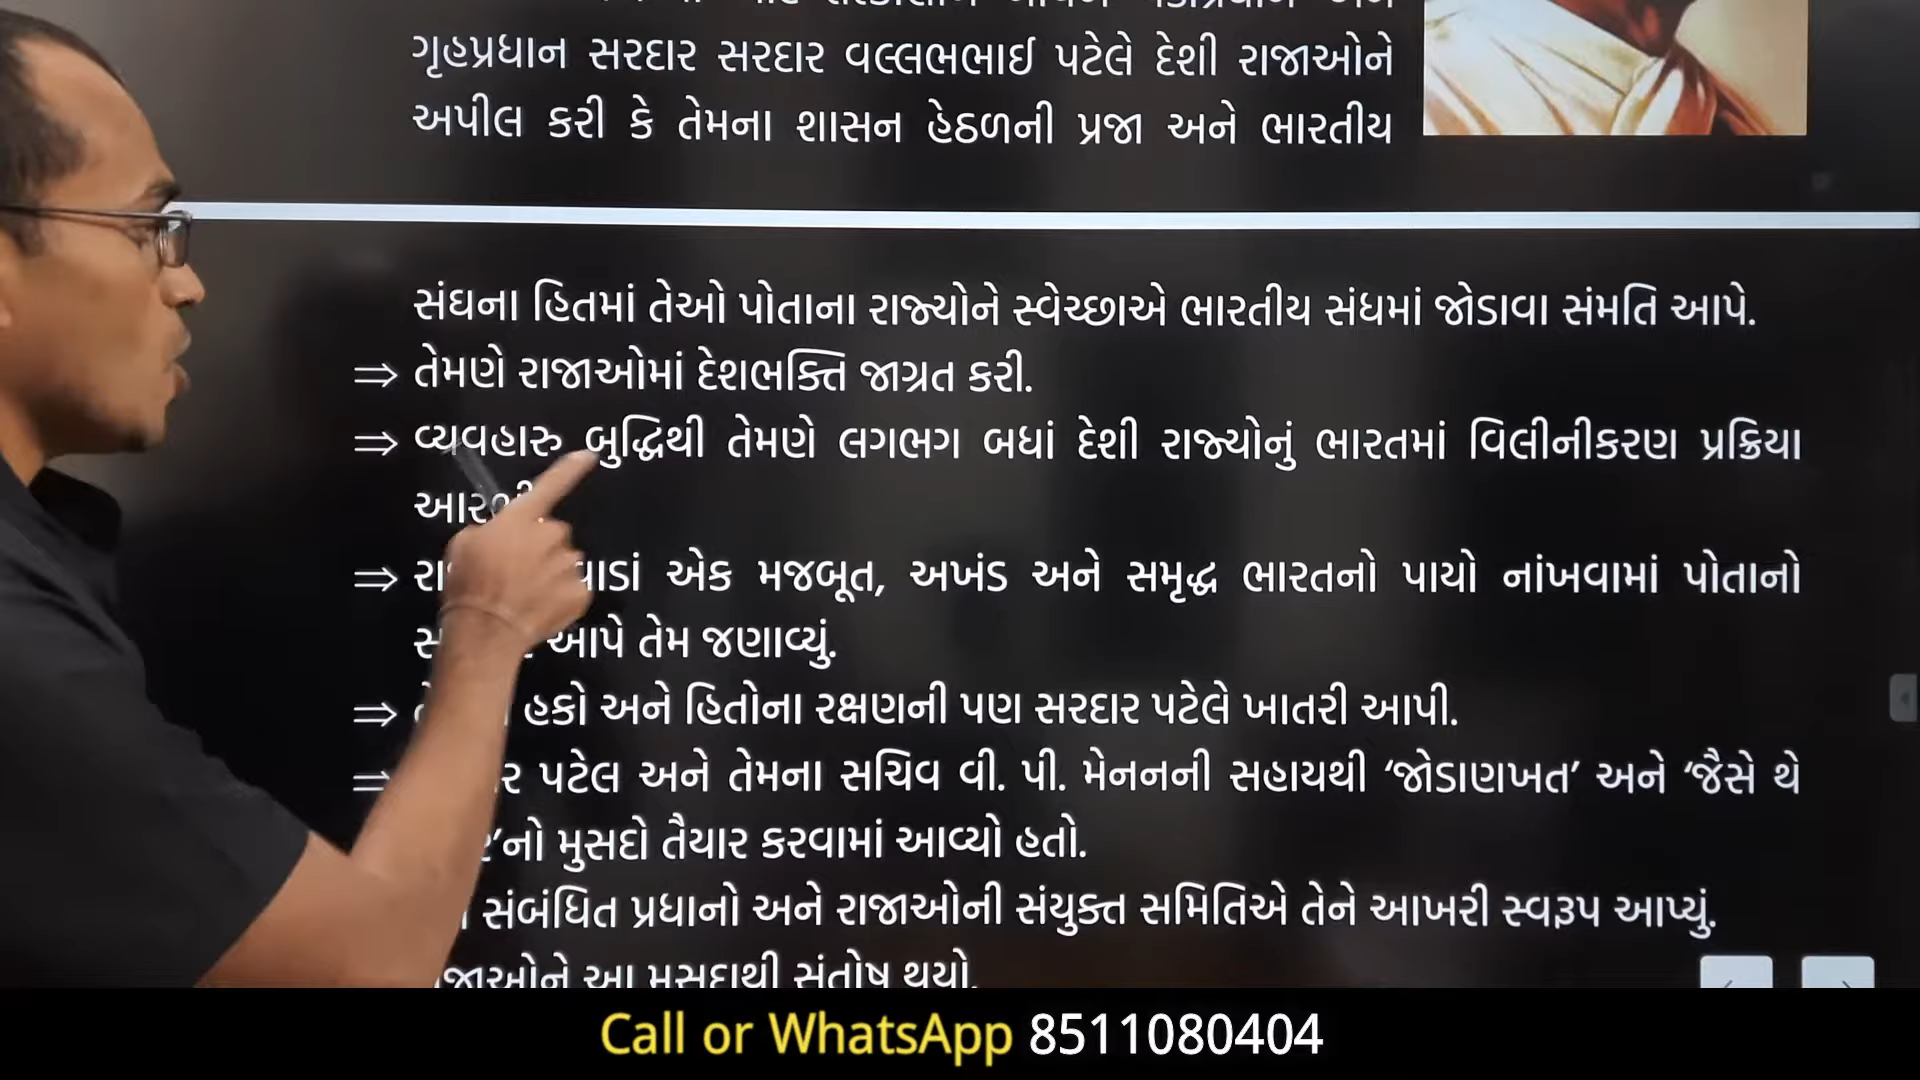 ગૃહપ્રધાન સરદાર સરદાર વલ્લભભાઈ પટેલે દેશી રાજાઓને
અપીલ કરી કે તેમના શાસન હેઠળની પ્રજા અને ભારતીય
સંઘના હિતમાં તેઓ પોતાના રાજ્યોને સ્વેચ્છાએ ભારતીય સંઘમાં જોડાવા સંમતિ આપે.
⇒ તેમણે રાજાઓમાં દેશભક્તિ જાગ્રત કરી.
⇒ વ્યવહારુ બુદ્ધિથી તેમણે લગભગ બધાં દેશી રાજ્યોનું ભારતમાં વિલીનીકરણ પ્રક્રિયા
⇒ એક મજબૂત, અખંડ અને સમૃદ્ધ ભારતનો પાયો નાંખવામાં પોતાનો
આપે તેમ જણાવ્યું.
⇒ હકો અને હિતોના રક્ષણની પણ સરદાર પટેલે ખાતરી આપી.
⇒ પટેલ અને તેમના સચિવ વી. પી. મેનનની સહાયથી ‘જોડાણખત’ અને ‘જૈસે થે
મુસદો તૈયાર કરવામાં આવ્યો હતો.
સંબંધિત પ્રધાનો અને રાજાઓની સંયુક્ત સમિતિએ તેને આખરી સ્વરૂપ આપ્યું.
આ મુસદ્દાથી સંતોષ થયો.
Call or WhatsApp 8511080404